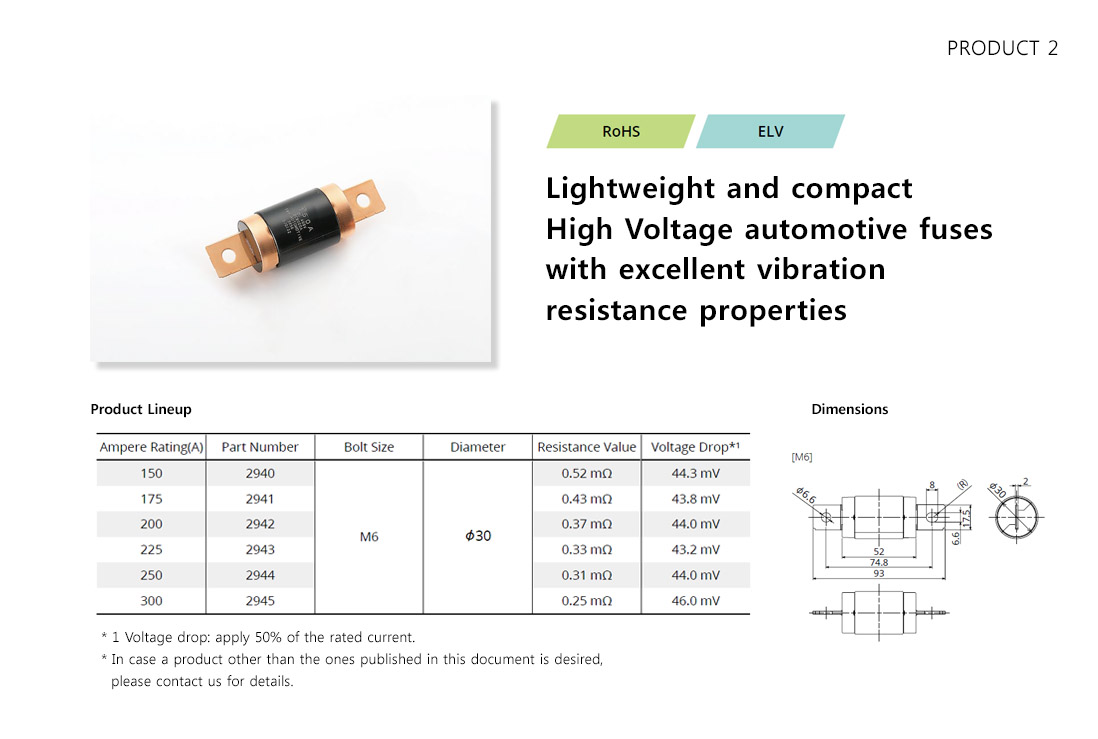 PRODUCT 2
RoHS
ELV
Lightweight and compact
High Voltage automotive fuses
with excellent vibration
resistance properties
Product Lineup
Ampere Rating(A) Part Number Bolt Size Diameter Resistance Value Voltage Drop*1
150 2940 0.52 mΩ 44.3 mV
175 2941 0.43 mΩ 43.8 mV
200 2942 0.37 mΩ 44.0 mV
M6 ϕ30
225 2943 0.33 mΩ 43.2 mV
250 2944 0.31 mΩ 44.0 mV
300 2945 0.25 mΩ 46.0 mV
* 1 Voltage drop: apply 50% of the rated current.
* In case a product other than the ones published in this document is desired,
please contact us for details.
Dimensions
[M6]
ϕ6.6
8
(R)
17.5
6.6
52
74.8
93
ϕ30
2